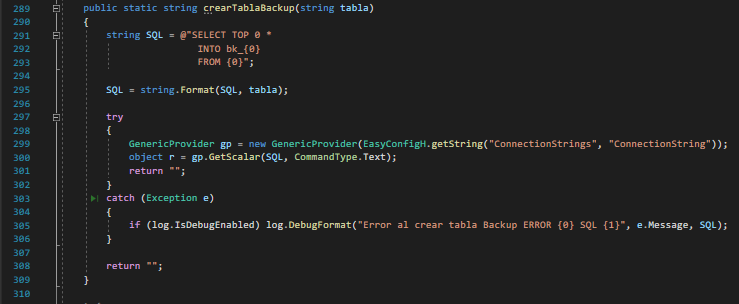 289 public static string crearTablaBackup(string tabla)
290 {
291 string SQL = @"SELECT TOP 0 *
292 INTO bk_{0}
293 FROM {0}";
294
295 SQL = string.Format(SQL, tabla);
296
297 try
298 {
299 GenericProvider gp = new GenericProvider(EasyConfigH.getString("ConnectionStrings", "ConnectionString"));
300 object r = gp.GetScalar(SQL, CommandType.Text);
301 return "";
302 }
303 catch (Exception e)
304 {
305 if (log.IsDebugEnabled) log.DebugFormat("Error al crear tabla Backup ERROR {0} SQL {1}", e.Message, SQL);
306 }
307
308 return "";
309 }
310